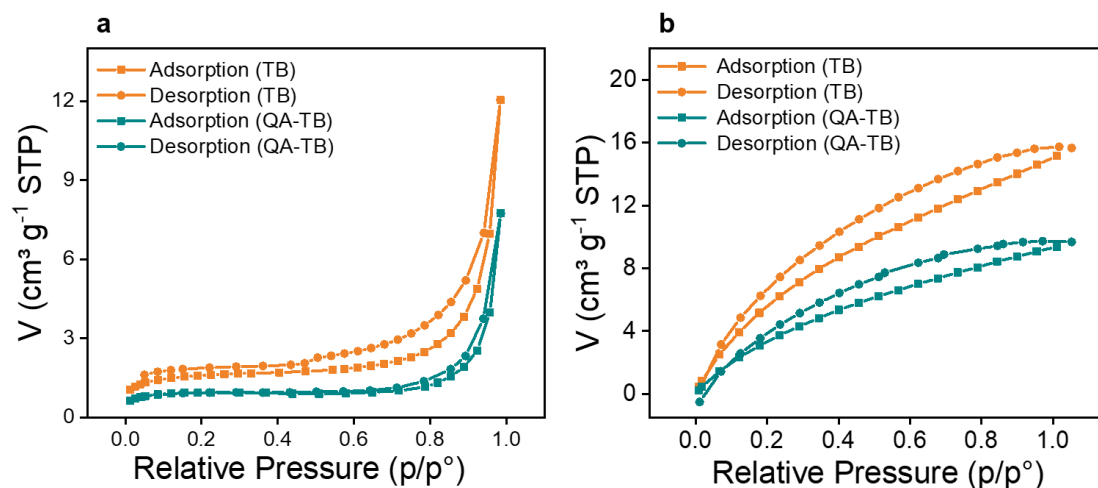 a
Adsorption (TB)
Desorption (TB)
Adsorption (QA-TB)
Desorption (QA-TB)
V (cm³ g⁻¹ STP)
12
9
6
3
0
0.0 0.2 0.4 0.6 0.8 1.0
Relative Pressure (p/p°)
b
Adsorption (TB)
Desorption (TB)
Adsorption (QA-TB)
Desorption (QA-TB)
V (cm³ g⁻¹ STP)
20
16
12
8
4
0
0.0 0.2 0.4 0.6 0.8 1.0
Relative Pressure (p/p°)